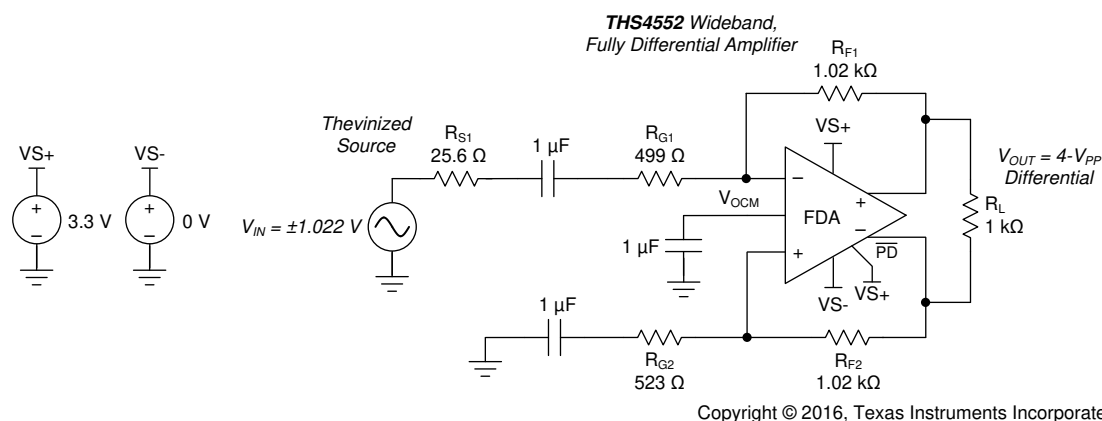 THS4552 Wideband,
Fully Differential Amplifier
RF1
1.02 kΩ
Thevinized
Source
RS1
25.6 Ω
1 µF
RG1
499 Ω
VS+
VS-
VS+
3.3 V
0 V
VIN = ±1.022 V
VOCM
FDA
+
−
−
+
+
−
+
−
PD
VOUT = 4-VPP
Differential
RL
1 kΩ
1 µF
VS-
VS+
1 µF
RG2
523 Ω
RF2
1.02 kΩ
Copyright © 2016, Texas Instruments Incorporate